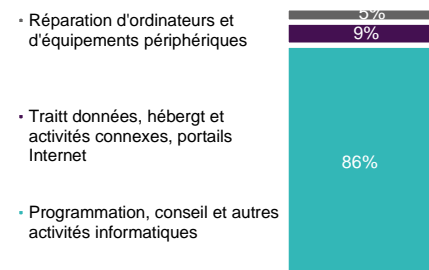 ▪ Réparation d'ordinateurs et
d'équipements périphériques
5%
9%
▪ Traitt données, hébergt et
activités connexes, portails
Internet
86%
▪ Programmation, conseil et autres
activités informatiques